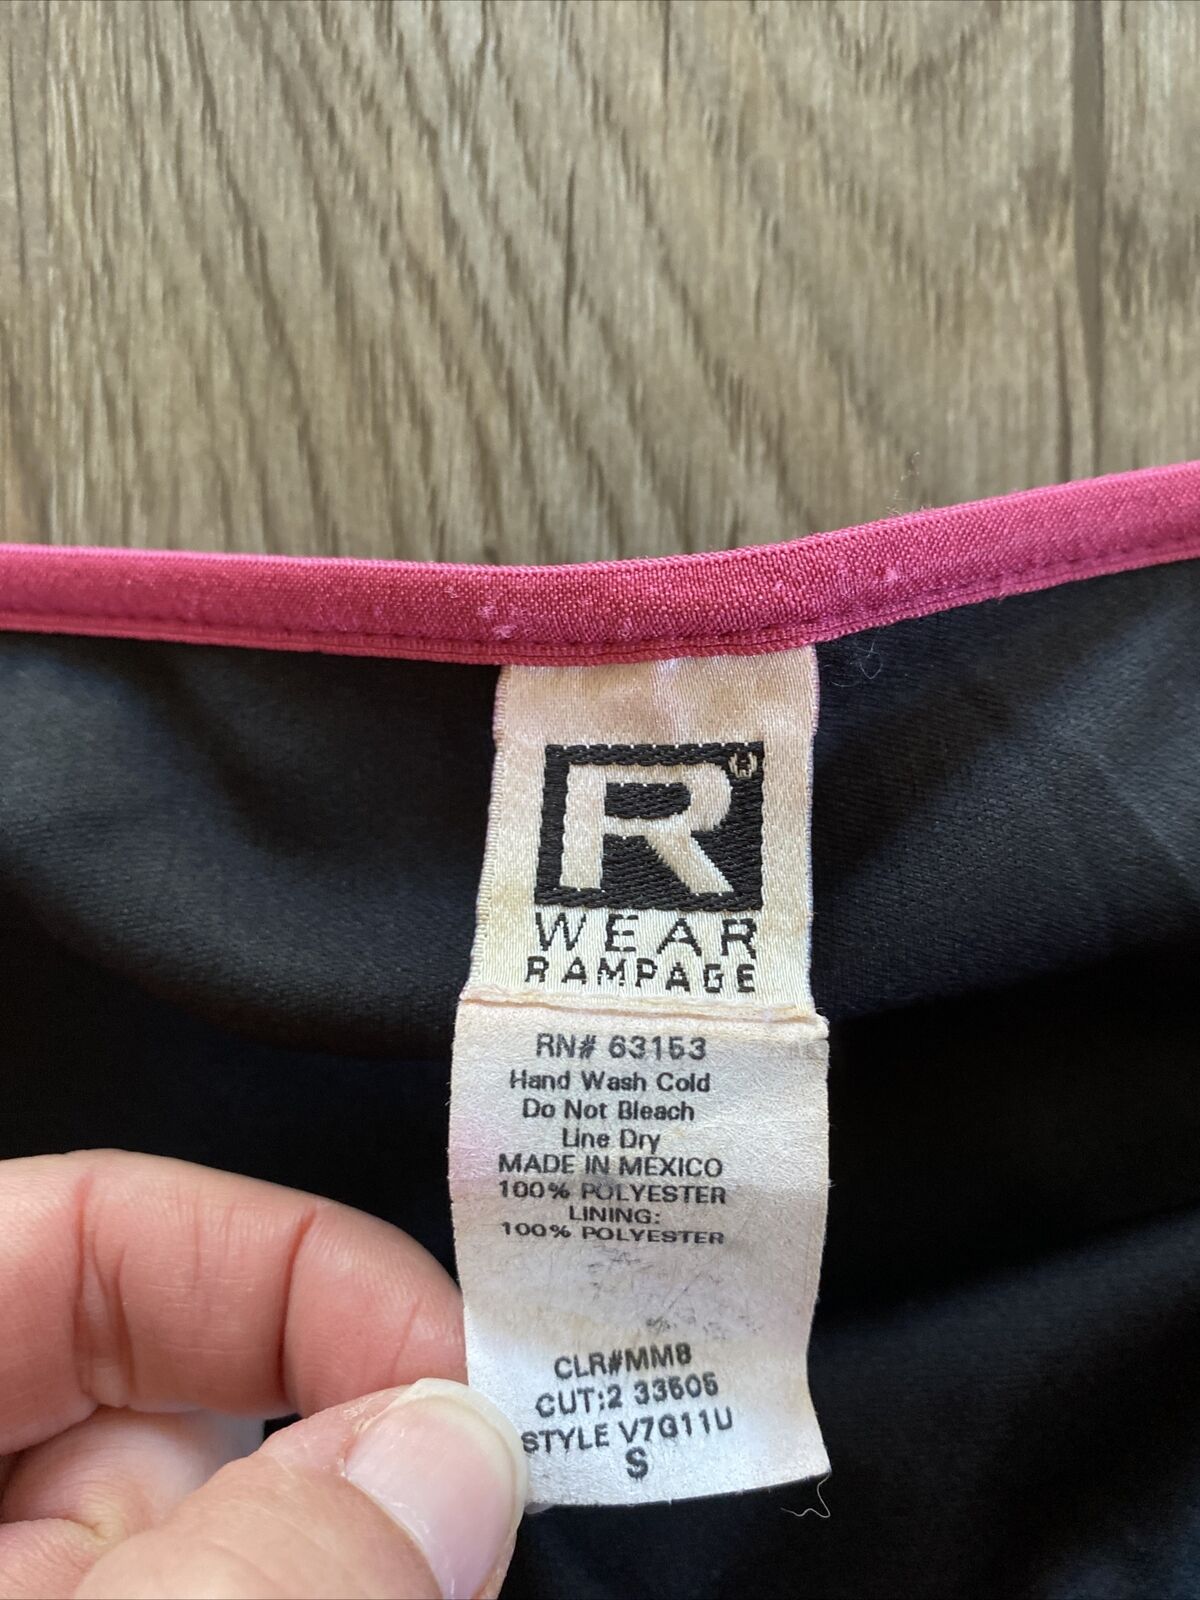 R®
WEAR
RAMPAGE
RN# 63153
Hand Wash Cold
Do Not Bleach
Line Dry
MADE IN MEXICO
100% POLYESTER
LINING:
100% POLYESTER
CLR#MM8
CUT:2 33505
STYLE V7G11U
S